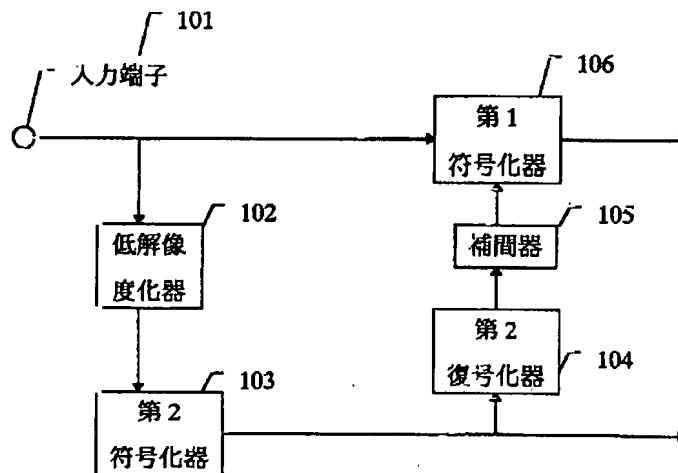 101
入力端子
106
第1
符号化器
102
低解像
度化器
105
補間器
第2
復号化器
104
103
第2
符号化器